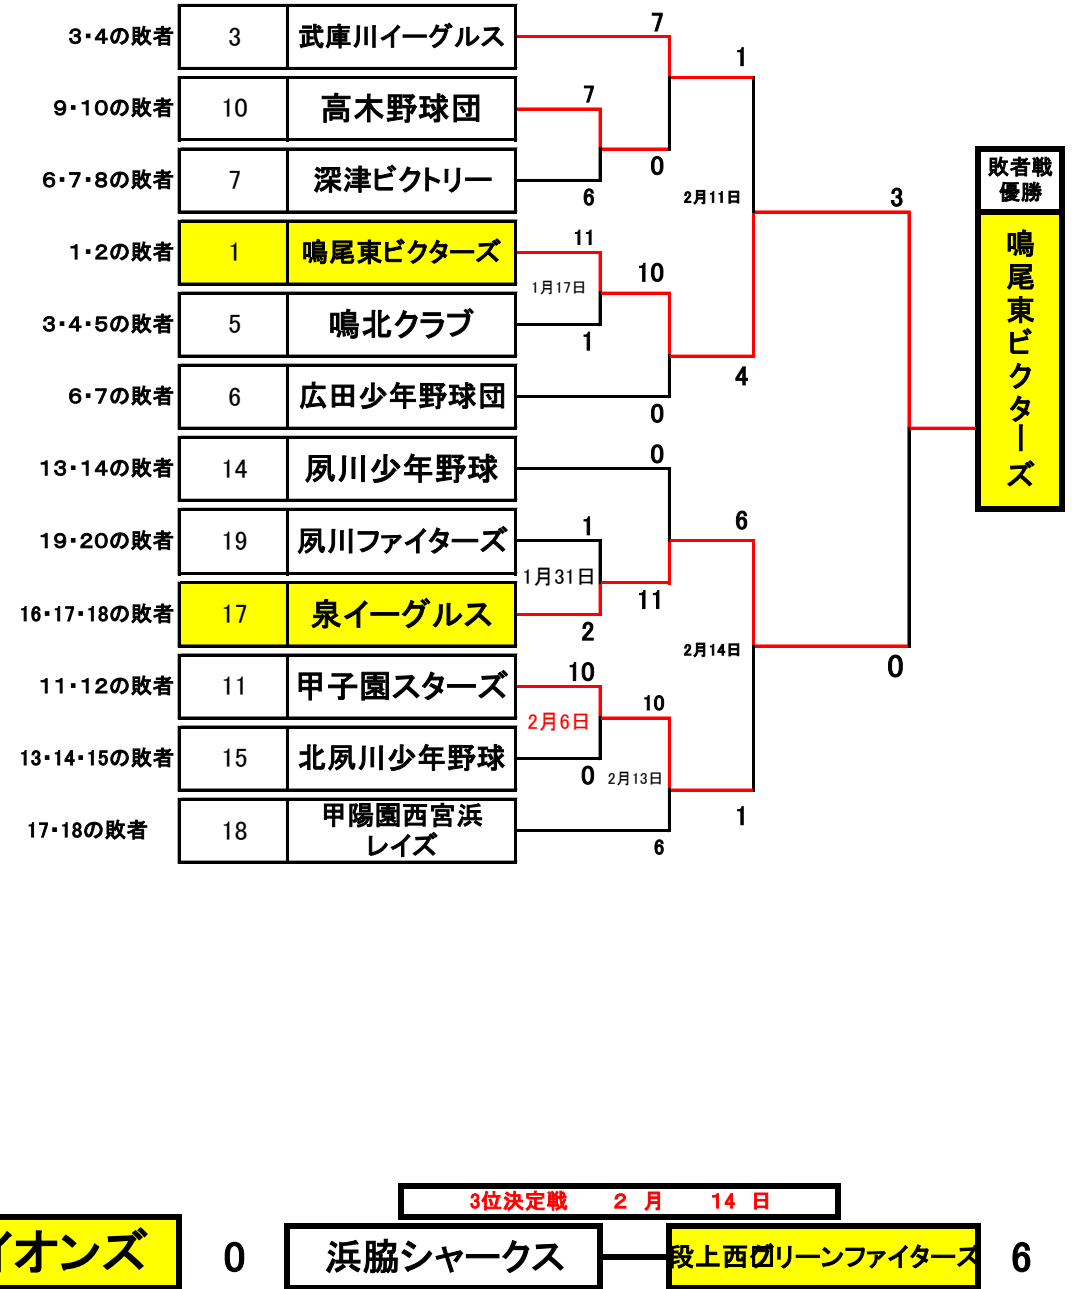 3・4の敗者 3 武庫川イーグルス 7
1
9・10の敗者 10 高木野球団 7
0
6・7・8の敗者 7 深津ビクトリー 6
2月11日
3
敗者戦
優勝
鳴尾東ビクターズ
1・2の敗者 1 鳴尾東ビクターズ 11
1月17日
10
3・4・5の敗者 5 鳴北クラブ 1
4
6・7の敗者 6 広田少年野球団 0
13・14の敗者 14 夙川少年野球 0
6
19・20の敗者 19 夙川ファイターズ 1
1月31日
11
16・17・18の敗者 17 泉イーグルス 2
2月14日
0
11・12の敗者 11 甲子園スターズ 10
2月6日
10
13・14・15の敗者 15 北夙川少年野球 0
2月13日
1
17・18の敗者 18 甲陽園西宮浜
レイズ
6
3位決定戦 2 月 14 日
イオンズ 0 浜脇シャークス 段上西グリーンファイターズ 6